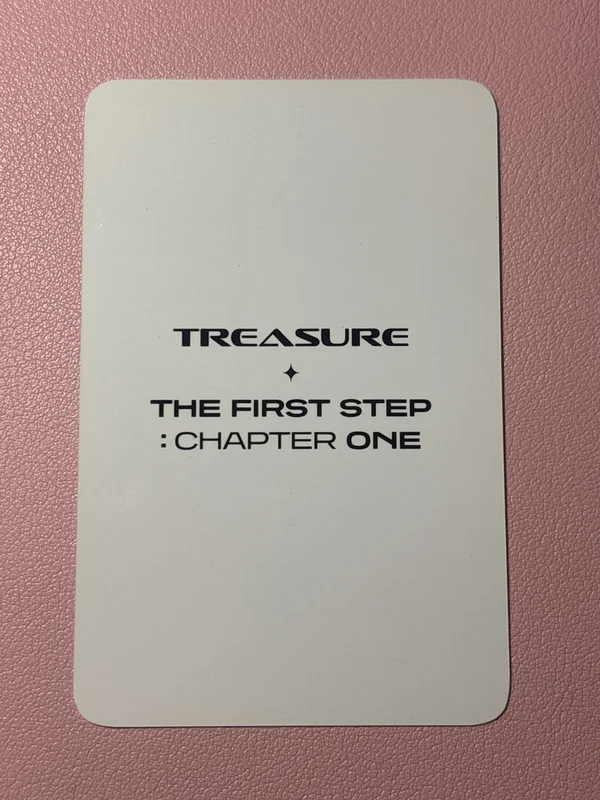 TREASURE
THE FIRST STEP
: CHAPTER ONE